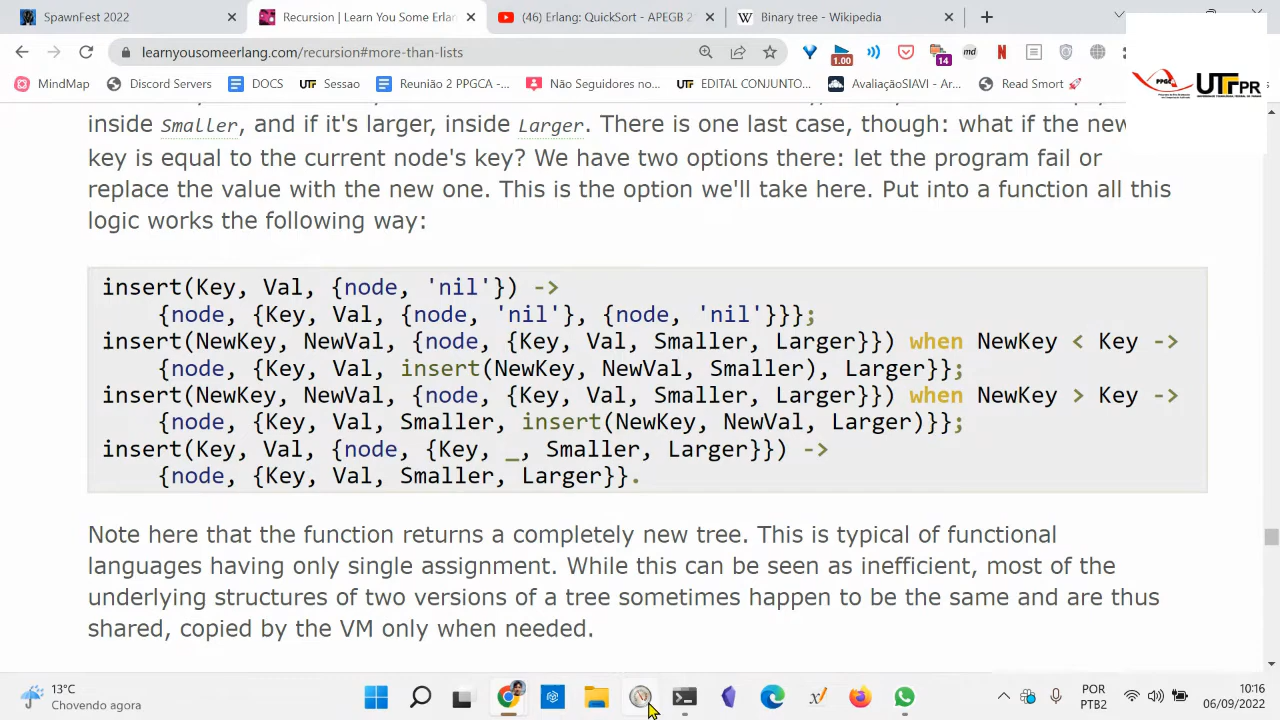 SpawnFest 2022
Recursion | Learn You Some Erlan
(46) Erlang: QuickSort - APEGB 2
Binary tree - Wikipedia
learnyousomeerlang.com/recursion#more-than-lists
1.00
14
md
N
MindMap
Discord Servers
DOCS
UTF Sessao
Reunião 2 PESCA -...
Nos Seguidores no...
UTF EDITAL CONJUNTO...
AvaliaçãoSIAVI - Ar...
Read Smort 🚀
UTFPR
inside Smaller, and if it's larger, inside Larger. There is one last case, though: what if the new
key is equal to the current node's key? We have two options there: let the program fail or
replace the value with the new one. This is the option we'll take here. Put into a function all this
logic works the following way:
insert(Key, Val, {node, 'nil'}) ->
{node, {Key, Val, {node, 'nil'}, {node, 'nil'}}};
insert(NewKey, NewVal, {node, {Key, Val, Smaller, Larger}}) when NewKey < Key ->
{node, {Key, Val, insert(NewKey, NewVal, Smaller), Larger}};
insert(NewKey, NewVal, {node, {Key, Val, Smaller, Larger}}) when NewKey > Key ->
{node, {Key, Val, Smaller, insert(NewKey, NewVal, Larger)}};
insert(Key, Val, {node, {Key, _, Smaller, Larger}}) ->
{node, {Key, Val, Smaller, Larger}}.
Note here that the function returns a completely new tree. This is typical of functional
languages having only single assignment. While this can be seen as inefficient, most of the
underlying structures of two versions of a tree sometimes happen to be the same and are thus
shared, copied by the VM only when needed.
13°C
Chovendo agora
POR
PTB2
10:16
06/09/2022